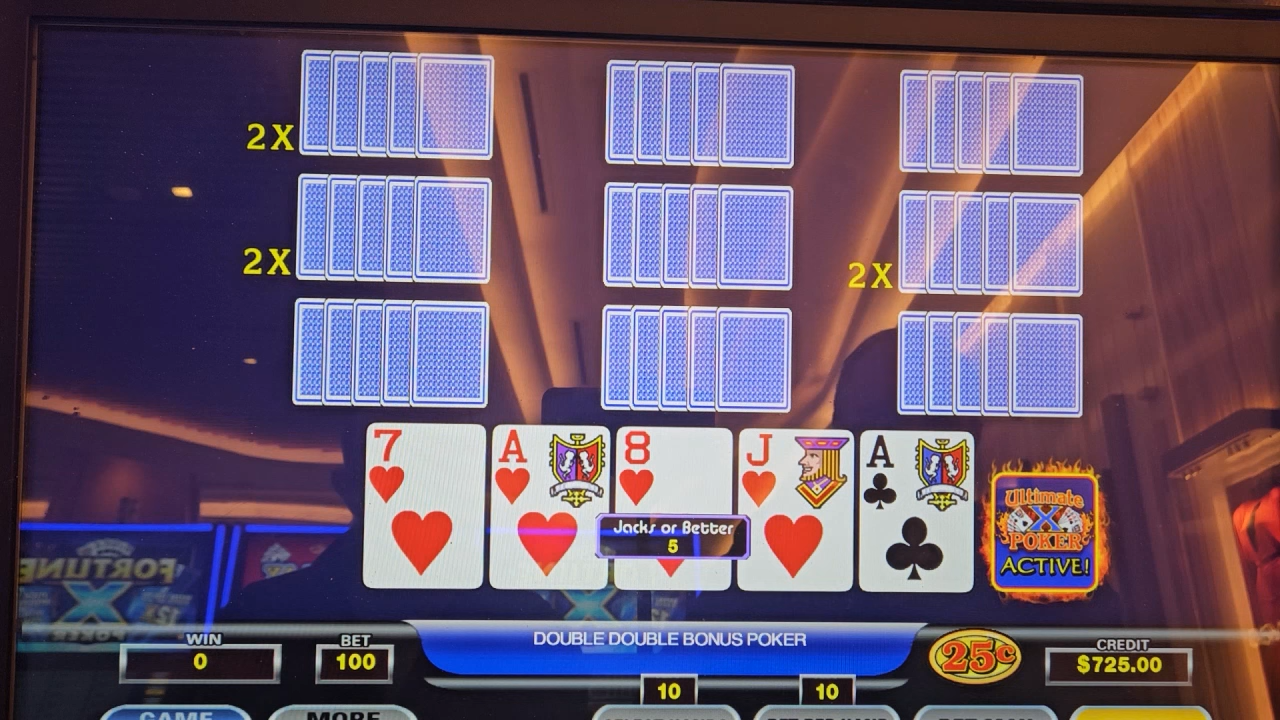 2X
2X
2X
7
A
8
J
A
Jacks or Better
5
Ultimate
X
POKER
ACTIVE!
FORTUNE
X
POKER
WIN
0
BET
100
DOUBLE DOUBLE BONUS POKER
25¢
CREDIT
$725.00
10
10
GAME
MORE